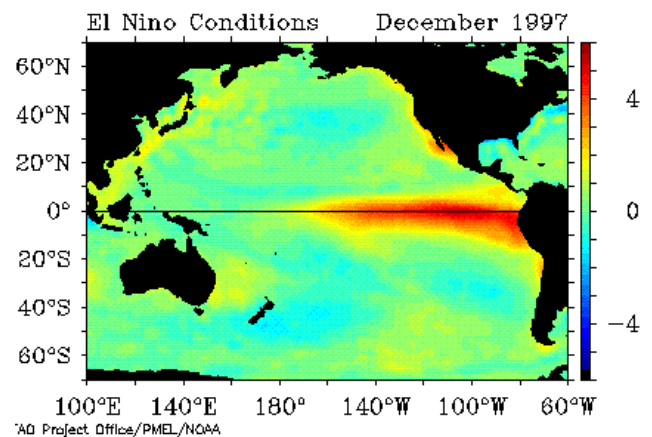 El Nino Conditions December 1997
60°N
40°N
20°N
0°
20°S
40°S
60°S
100°E 140°E 180° 140°W 100°W 60°W
4
0
−4
TAO Project Office/PMEL/NOAA